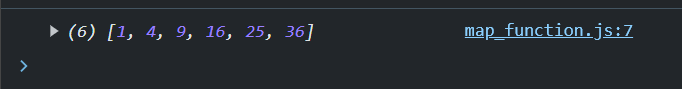 (6) [1, 4, 9, 16, 25, 36] map_function.js:7